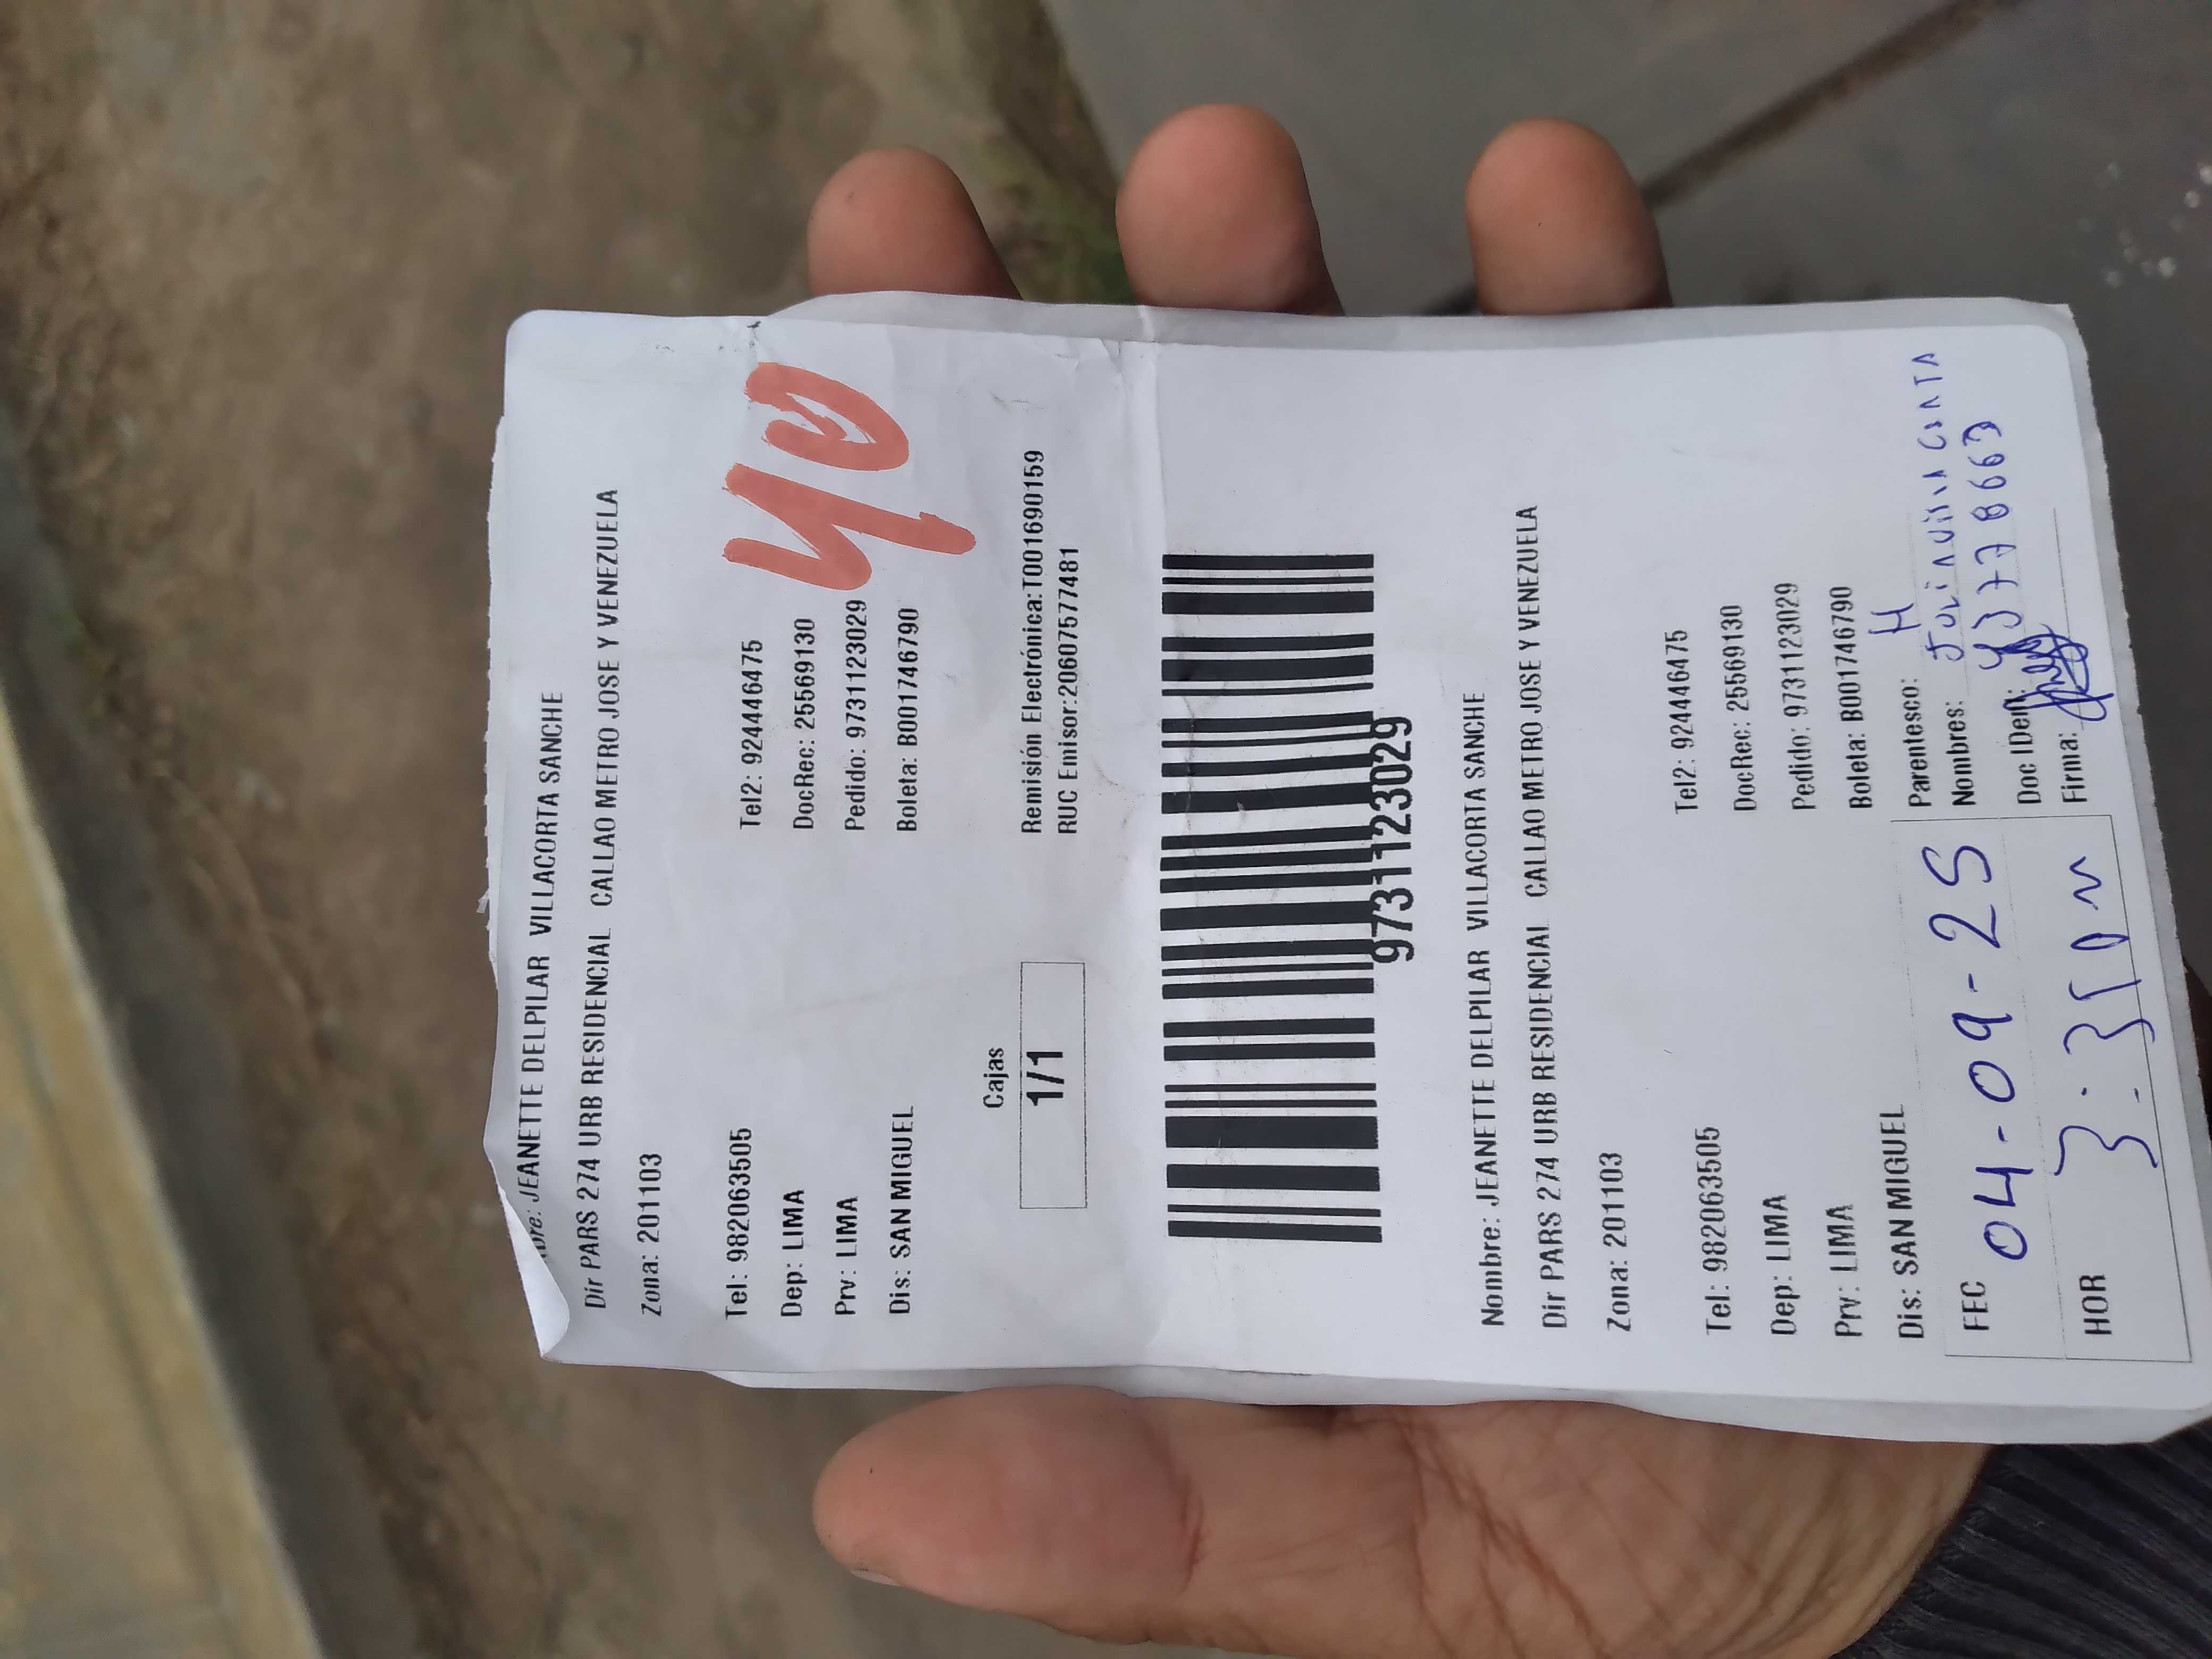 bre: JEANETTE DELPILAR VILLACORTA SANCHE
Dir PARS 274 URB RESIDENCIAL CALLAO METRO JOSE Y VENEZUELA
Zona: 201103
Tel: 982063505 Tel2: 924446475
Dep: LIMA DocRec: 25569130
Prv: LIMA Pedido: 9731123029
Dis: SAN MIGUEL Boleta: B001746790
40
Cajas
1/1
Remisión Electrónica:T001690159
RUC Emisor:20607577481
9731123029
Nombre: JEANETTE DELPILAR VILLACORTA SANCHE
Dir PARS 274 URB RESIDENCIAL CALLAO METRO JOSE Y VENEZUELA
Zona: 201103
Tel: 982063505 Tel2: 924446475
Dep: LIMA DocRec: 25569130
Prv: LIMA Pedido: 9731123029
Dis: SAN MIGUEL Boleta: B001746790
FEC 04-09-25
HOR
Parentesco: H
Nombres:
Doc IDen:
Firma: